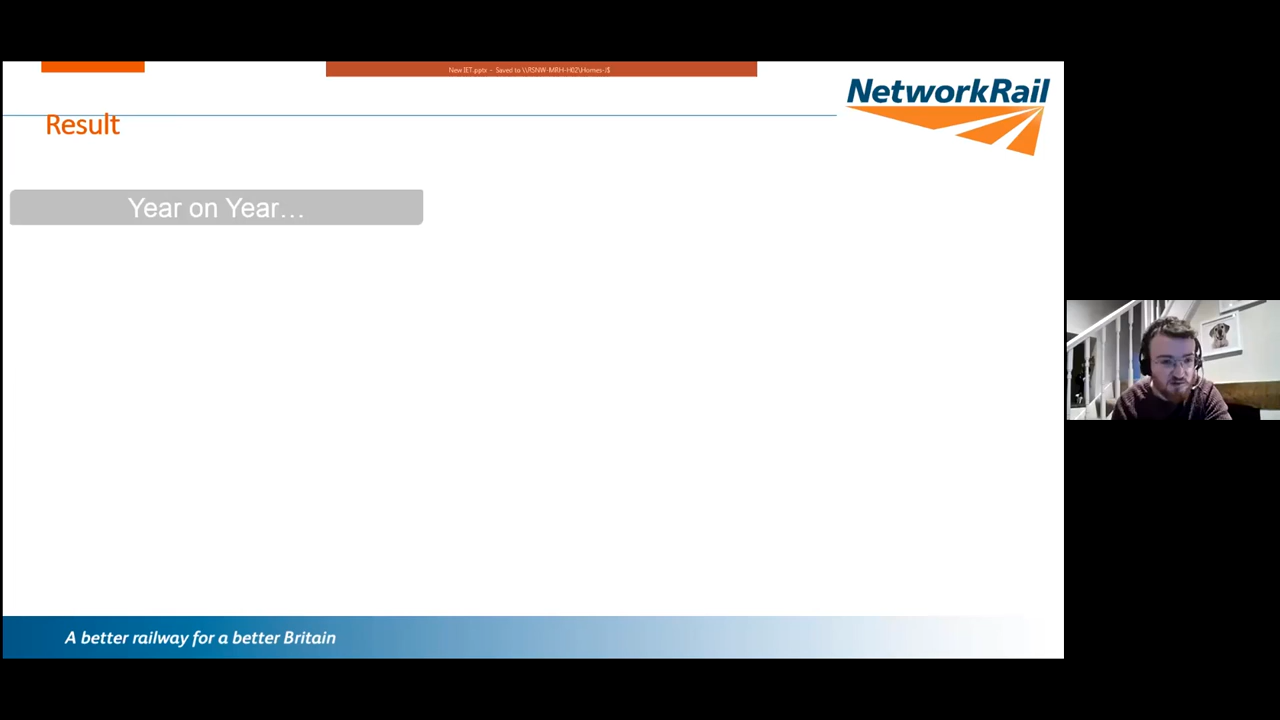 New IET.pptx - Saved to \\RSNW-MRH-H02\Homes-J$
NetworkRail
Result
Year on Year…
A better railway for a better Britain